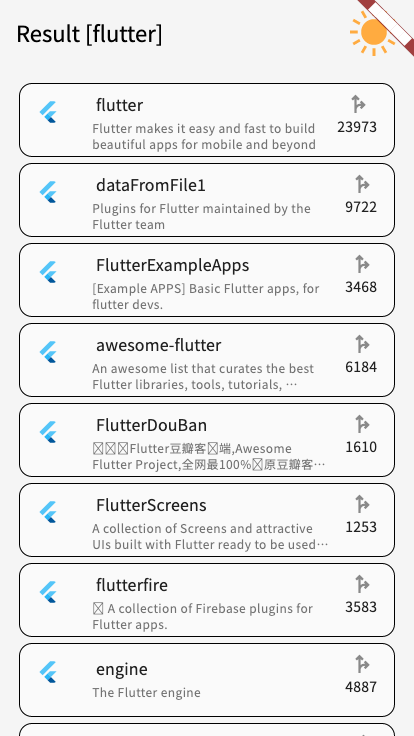 Result [flutter]
flutter
Flutter makes it easy and fast to build
beautiful apps for mobile and beyond
23973
dataFromFile1
Plugins for Flutter maintained by the
Flutter team
9722
FlutterExampleApps
[Example APPS] Basic Flutter apps, for
flutter devs.
3468
awesome-flutter
An awesome list that curates the best
Flutter libraries, tools, tutorials, …
6184
FlutterDouBan
Flutter豆瓣客端,Awesome
Flutter Project,全网最100%原豆瓣客…
1610
FlutterScreens
A collection of Screens and attractive
UIs built with Flutter ready to be used…
1253
flutterfire
A collection of Firebase plugins for
Flutter apps.
3583
engine
The Flutter engine
4887